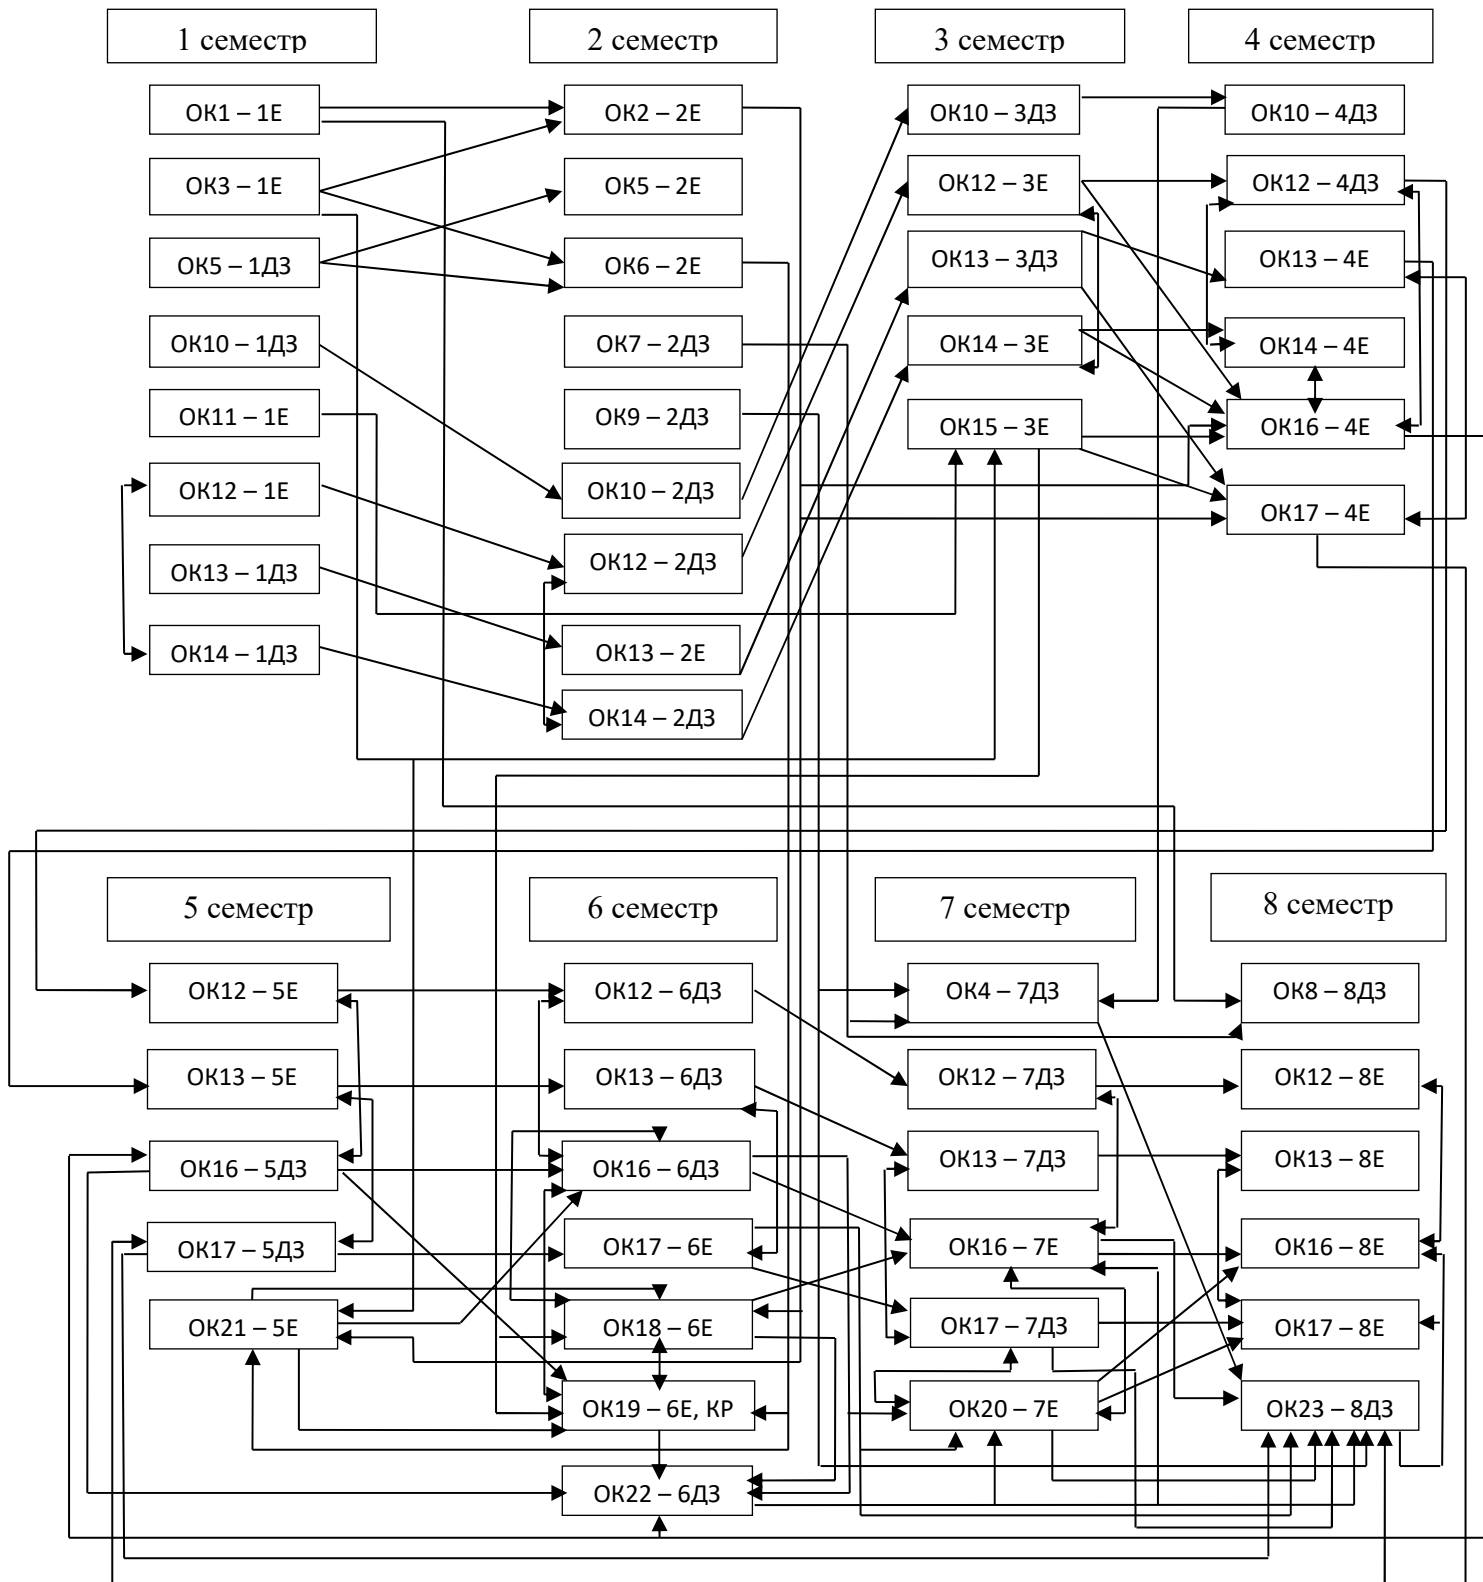 1 семестр
2 семестр
3 семестр
4 семестр
ОК1 – 1Е
ОК2 – 2Е
ОК10 – 3ДЗ
ОК10 – 4ДЗ
ОК3 – 1Е
ОК5 – 2Е
ОК12 – 3Е
ОК12 – 4ДЗ
ОК5 – 1ДЗ
ОК6 – 2Е
ОК13 – 3ДЗ
ОК13 – 4Е
ОК10 – 1ДЗ
ОК7 – 2ДЗ
ОК14 – 3Е
ОК14 – 4Е
ОК11 – 1Е
ОК9 – 2ДЗ
ОК15 – 3Е
ОК16 – 4Е
ОК12 – 1Е
ОК10 – 2ДЗ
ОК17 – 4Е
ОК13 – 1ДЗ
ОК12 – 2ДЗ
ОК14 – 1ДЗ
ОК13 – 2Е
ОК14 – 2ДЗ
5 семестр
6 семестр
7 семестр
8 семестр
ОК12 – 5Е
ОК12 – 6ДЗ
ОК4 – 7ДЗ
ОК8 – 8ДЗ
ОК13 – 5Е
ОК13 – 6ДЗ
ОК12 – 7ДЗ
ОК12 – 8Е
ОК16 – 5ДЗ
ОК16 – 6ДЗ
ОК13 – 7ДЗ
ОК13 – 8Е
ОК17 – 5ДЗ
ОК17 – 6Е
ОК16 – 7Е
ОК16 – 8Е
ОК21 – 5Е
ОК18 – 6Е
ОК17 – 7ДЗ
ОК17 – 8Е
ОК19 – 6Е, КР
ОК20 – 7Е
ОК23 – 8ДЗ
ОК22 – 6ДЗ